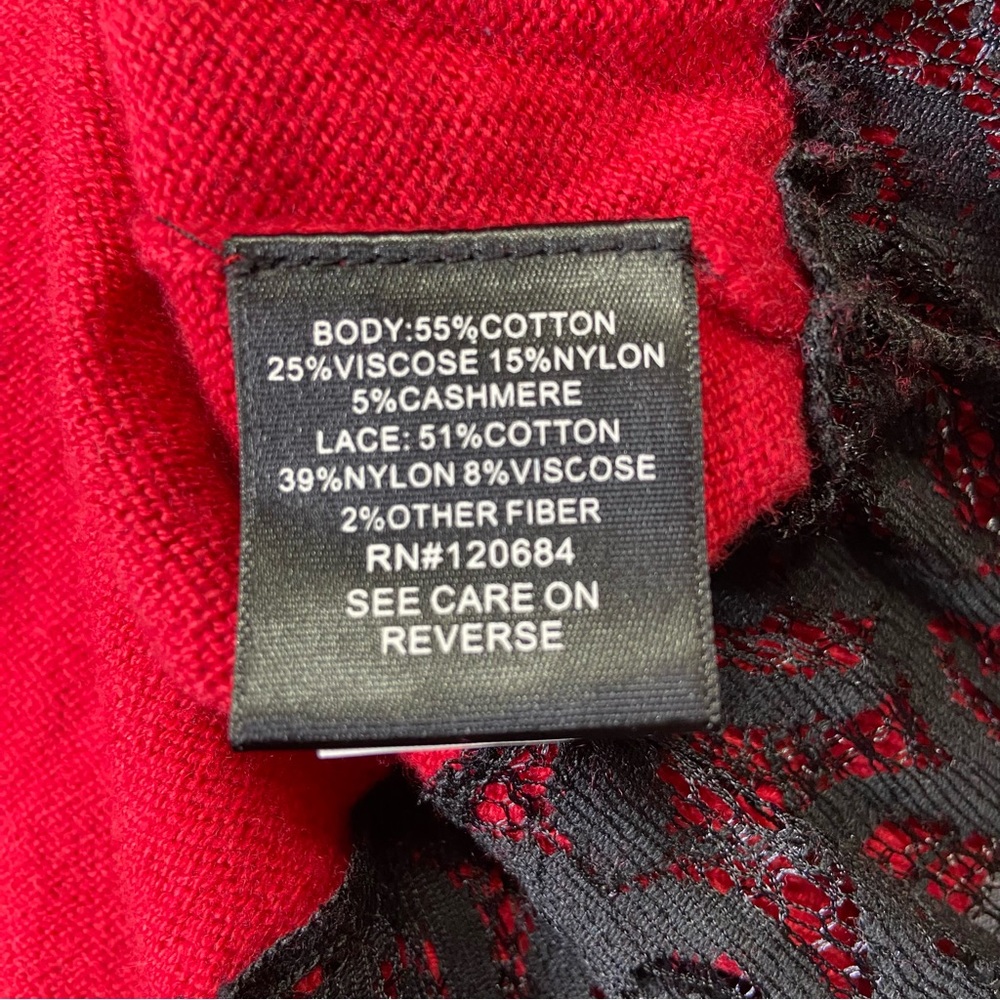 BODY:55%COTTON
25%VISCOSE 15%NYLON
5%CASHMERE
LACE: 51%COTTON
39%NYLON 8%VISCOSE
2%OTHER FIBER
RN#120684
SEE CARE ON
REVERSE